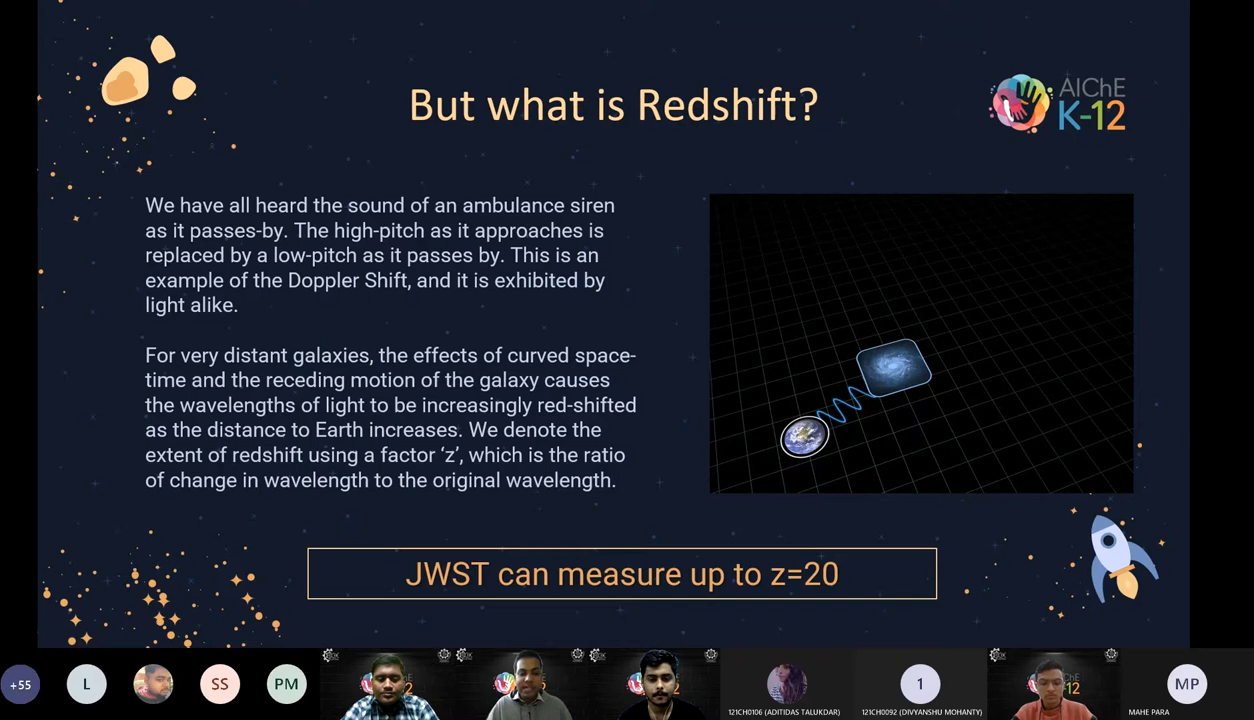 But what is Redshift?
AIChE
K-12
We have all heard the sound of an ambulance siren
as it passes-by. The high-pitch as it approaches is
replaced by a low-pitch as it passes by. This is an
example of the Doppler Shift, and it is exhibited by
light alike.
For very distant galaxies, the effects of curved space-
time and the receding motion of the galaxy causes
the wavelengths of light to be increasingly red-shifted
as the distance to Earth increases. We denote the
extent of redshift using a factor ‘z’, which is the ratio
of change in wavelength to the original wavelength.
JWST can measure up to z=20
+55
L
SS
PM
1
MP
121CH0106 (ADITIDAS TALUKDAR)
121CH0092 (DIVYANSHU MOHANTY)
MAHE PARA